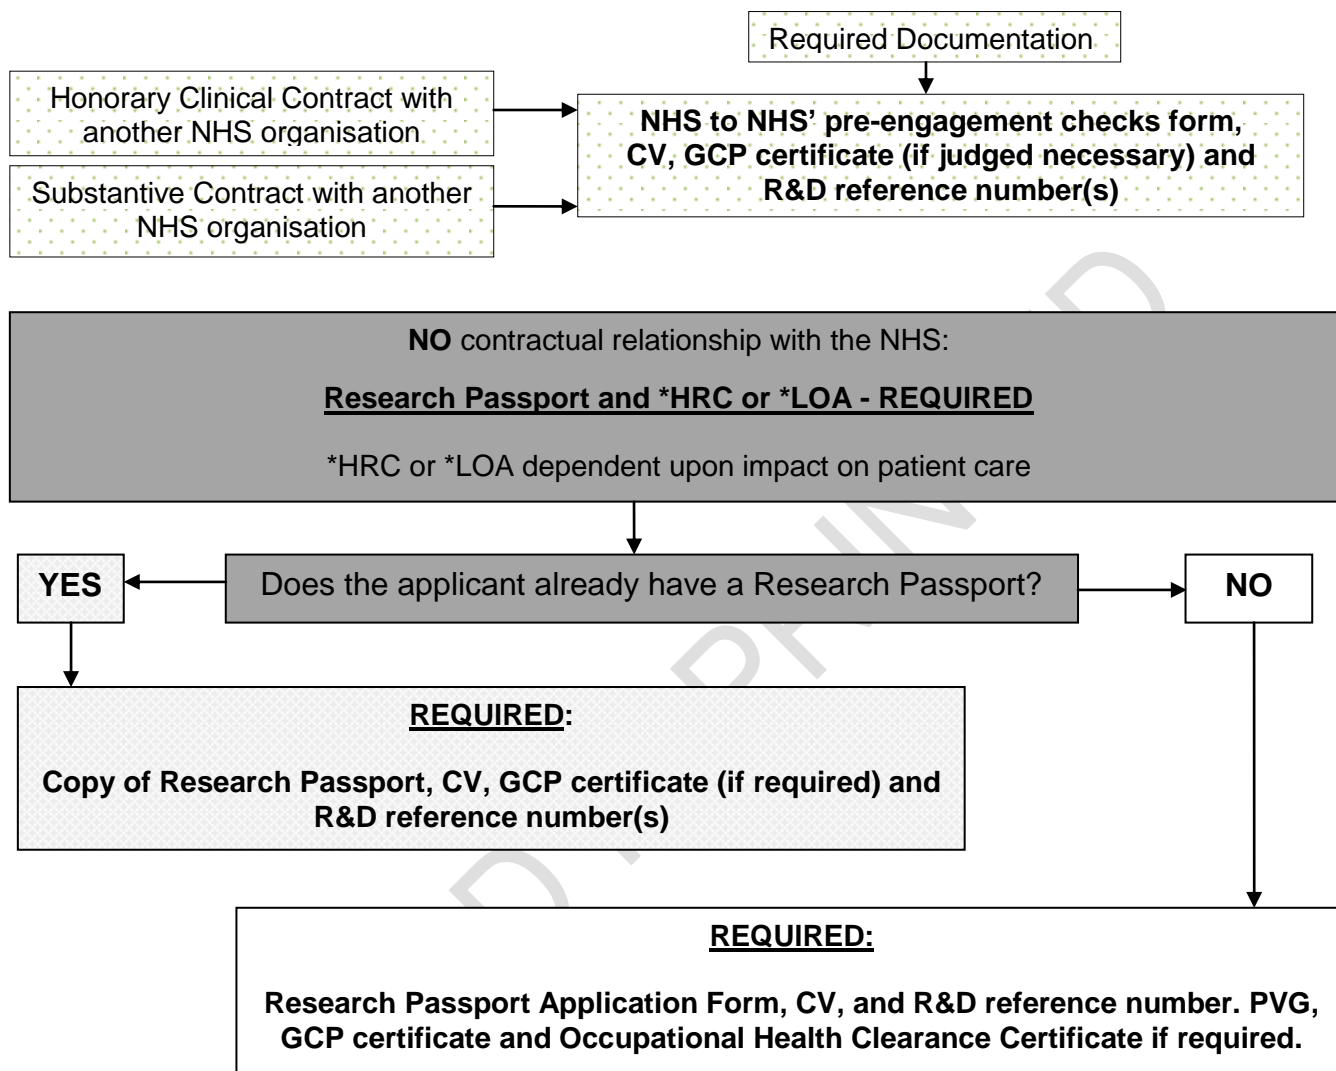 Required Documentation
Honorary Clinical Contract with
another NHS organisation
NHS to NHS’ pre-engagement checks form,
CV, GCP certificate (if judged necessary) and
R&D reference number(s)
Substantive Contract with another
NHS organisation
NO contractual relationship with the NHS:
Research Passport and *HRC or *LOA - REQUIRED
*HRC or *LOA dependent upon impact on patient care
YES
Does the applicant already have a Research Passport?
NO
REQUIRED:
Copy of Research Passport, CV, GCP certificate (if required) and
R&D reference number(s)
REQUIRED:
Research Passport Application Form, CV, and R&D reference number. PVG,
GCP certificate and Occupational Health Clearance Certificate if required.